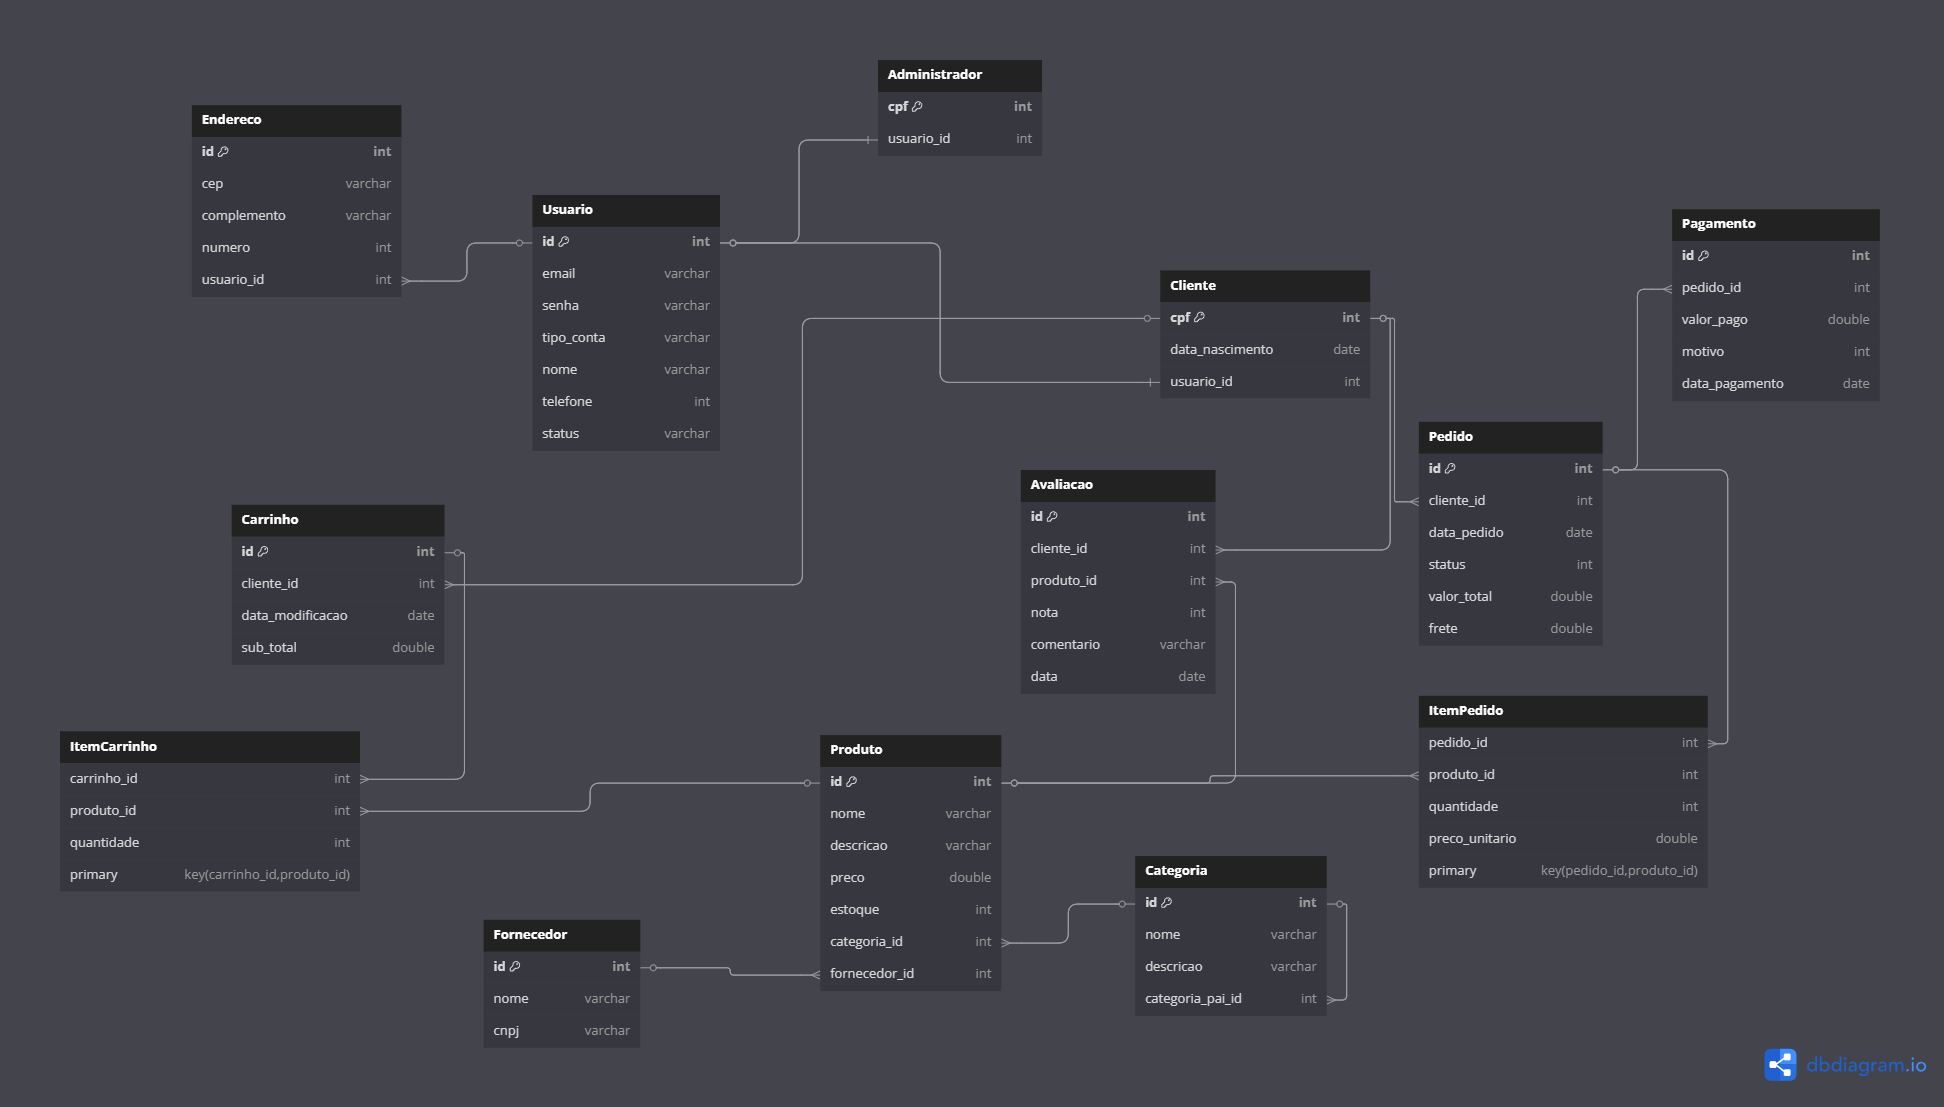 Administrador
cpf int
usuario_id int
Endereco
id int
cep varchar
complemento varchar
numero int
usuario_id int
Usuario
id int
email varchar
senha varchar
tipo_conta varchar
nome varchar
telefone int
status varchar
Pagamento
id int
pedido_id int
valor_pago double
motivo int
data_pagamento date
Cliente
cpf int
data_nascimento date
usuario_id int
Pedido
id int
cliente_id int
data_pedido date
status int
valor_total double
frete double
Avaliacao
id int
cliente_id int
produto_id int
nota int
comentario varchar
data date
Carrinho
id int
cliente_id int
data_modificacao date
sub_total double
ItemPedido
pedido_id int
produto_id int
quantidade int
preco_unitario double
primary key(pedido_id,produto_id)
ItemCarrinho
carrinho_id int
produto_id int
quantidade int
primary key(carrinho_id,produto_id)
Produto
id int
nome varchar
descricao varchar
preco double
estoque int
categoria_id int
fornecedor_id int
Categoria
id int
nome varchar
descricao varchar
categoria_pai_id int
Fornecedor
id int
nome varchar
cnpj varchar
dbdiagram.io